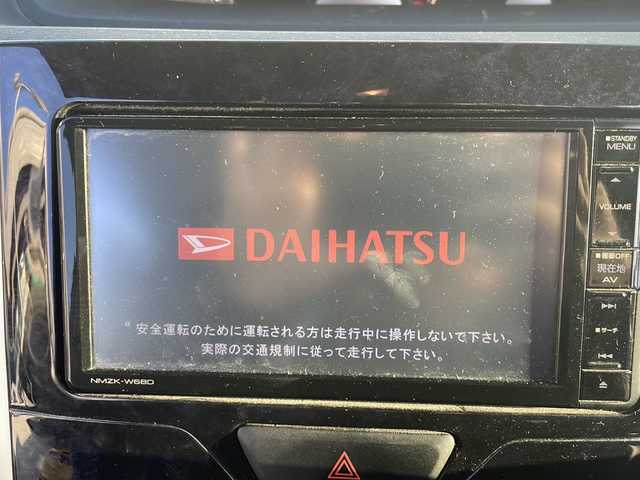 DAIHATSU
安全運転のために運転される方は走行中に操作しないで下さい。
実際の交通規制に従って走行して下さい。
NMZK-W68D
STANDBY
MENU
VOLUME
画面OFF
現在地
AV
サーチ